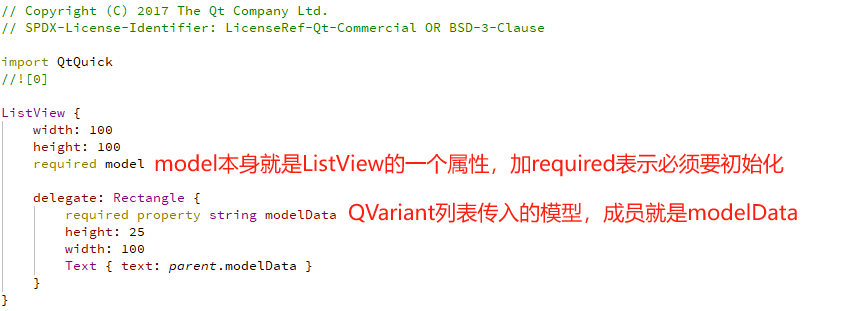 // Copyright (C) 2017 The Qt Company Ltd.
// SPDX-License-Identifier: LicenseRef-Qt-Commercial OR BSD-3-Clause
import QtQuick
//![0]
ListView {
width: 100
height: 100
required model model本身就是ListView的一个属性，加required表示必须要初始化
delegate: Rectangle {
required property string modelData QVariant列表传入的模型，成员就是modelData
height: 25
width: 100
Text { text: parent.modelData }
}
}